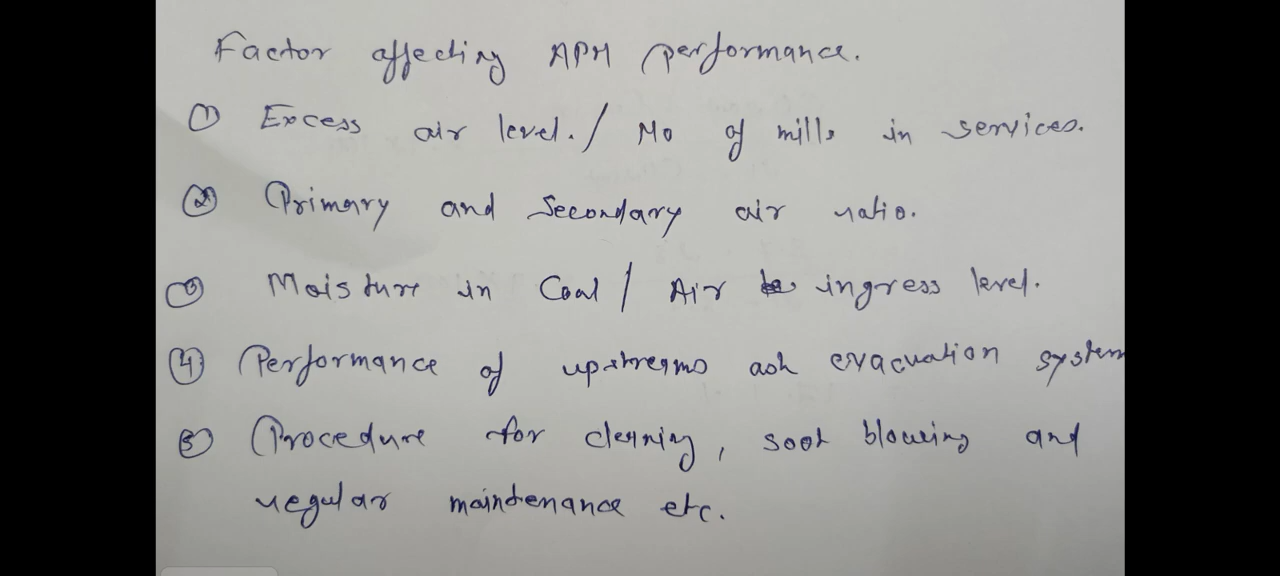 Factor affecting APH performance.
① Excess air level. / No of mills in services.
② Primary and Secondary air ratio.
③ Moisture in Coal / Air ingress level.
④ Performance of upstreams ash evacuation system
⑤ Procedure for cleaning, soot blowing and
regular maintenance etc.